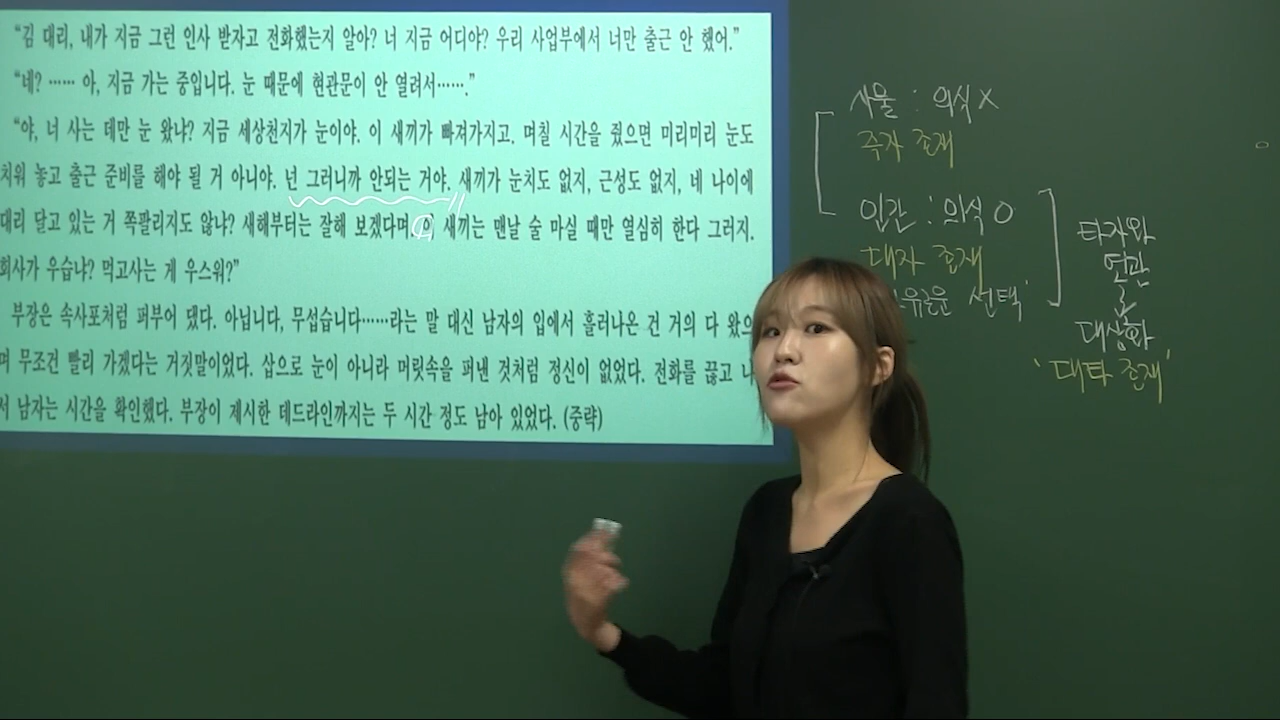 “김 대리, 내가 지금 그런 인사 받자고 전화했는지 알아? 너 지금 어디야? 우리 사업부에서 너만 출근 안 했어.”
“네? …… 아, 지금 가는 중입니다. 눈 때문에 현관문이 안 열려서…….”
“야, 너 사는 데만 눈 왔냐? 지금 세상천지가 눈이야. 이 새끼가 빠져가지고. 며칠 시간을 줬으면 미리미리 눈도
치워 놓고 출근 준비를 해야 될 거 아니야. 넌 그러니까 안되는 거야. 새끼가 눈치도 없지, 근성도 없지, 네 나이에
대리 달고 있는 거 쪽팔리지도 않냐? 새해부터는 잘해 보겠다며. 이 새끼는 맨날 술 마실 때만 열심히 한다 그러지.
회사가 우습냐? 먹고사는 게 우스워?”
부장은 속사포처럼 퍼부어 댔다. 아닙니다, 무섭습니다……라는 말 대신 남자의 입에서 흘러나온 건 거의 다 왔으
며 무조건 빨리 가겠다는 거짓말이었다. 삽으로 눈이 아니라 머릿속을 퍼낸 것처럼 정신이 없었다. 전화를 끊고 나
서 남자는 시간을 확인했다. 부장이 제시한 데드라인까지는 두 시간 정도 남아 있었다. (중략)
사물 : 의식 X
즉자 존재
인간 : 의식 O
대자 존재
자유로운 선택'
타자와
연관
대상화
'대타 존재'